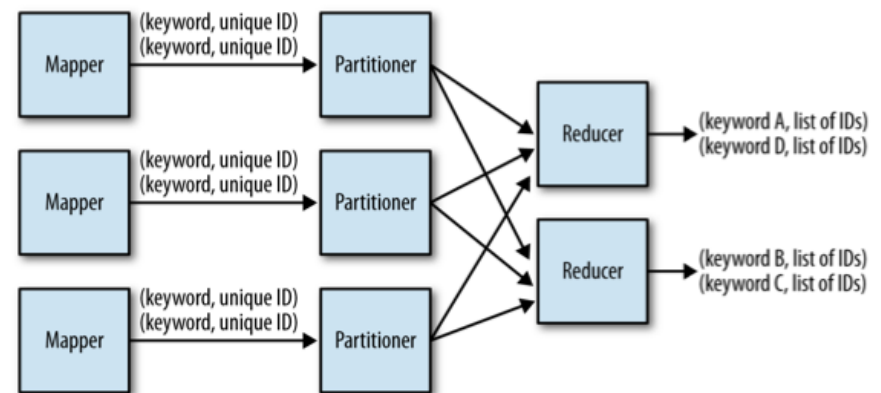 (keyword, unique ID)
(keyword, unique ID)
Mapper
Partitioner
Reducer
(keyword A, list of IDs)
(keyword D, list of IDs)
(keyword, unique ID)
(keyword, unique ID)
Mapper
Partitioner
Reducer
(keyword B, list of IDs)
(keyword C, list of IDs)
(keyword, unique ID)
(keyword, unique ID)
Mapper
Partitioner